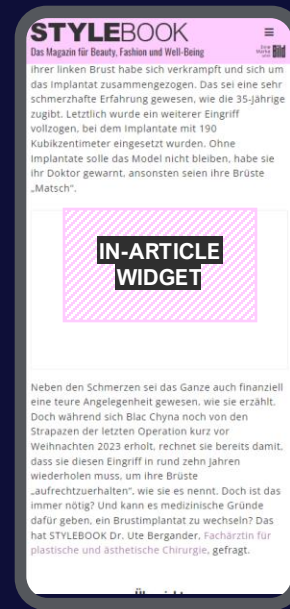 STYLEBOOK
Das Magazin für Beauty, Fashion und Well-Being
ihrer linken Brust habe sich verkrampft und sich um
das Implantat zusammengezogen. Das sei eine sehr
schmerzhafte Erfahrung gewesen, wie die 35-Jährige
zugibt. Letztlich wurde ein weiterer Eingriff
vollzogen, bei dem Implantate mit 190
Kubikzentimeter eingesetzt wurden. Ohne
Implantate solle das Model nicht bleiben, habe sie
ihr Doktor gewarnt, ansonsten seien ihre Brüste
„Matsch“.
IN-ARTICLE
WIDGET
Neben den Schmerzen sei das Ganze auch finanziell
eine teure Angelegenheit gewesen, wie sie erzählt.
Doch während sich Blac Chyna noch von den
Strapazen der letzten Operation kurz vor
Weihnachten 2023 erholt, rechnet sie bereits damit,
dass sie diesen Eingriff in rund zehn Jahren
wiederholen muss, um ihre Brüste
„aufrechtzuerhalten“, wie sie es nennt. Doch ist das
immer nötig? Und kann es medizinische Gründe
dafür geben, ein Brustimplantat zu wechseln? Das
hat STYLEBOOK Dr. Ute Bergander, Fachärztin für
plastische und ästhetische Chirurgie, gefragt.